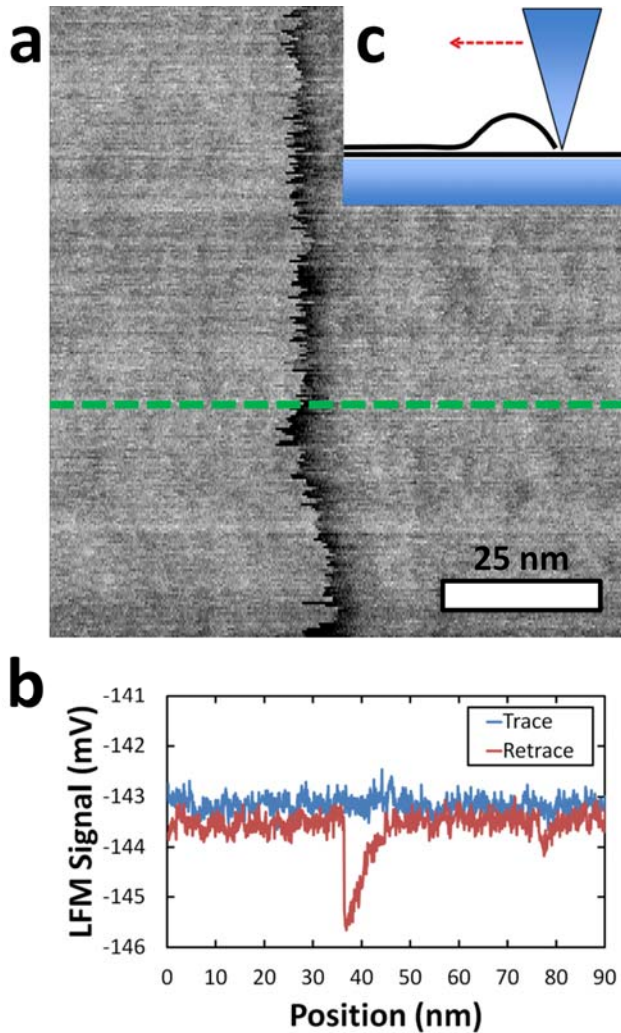 a
c
25 nm
b
-141
-142
-143
-144
-145
-146
LFM Signal (mV)
Trace
Retrace
0 10 20 30 40 50 60 70 80 90
Position (nm)